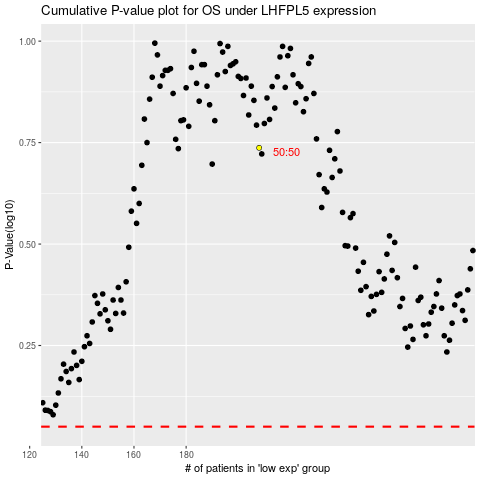 Cumulative P-value plot for OS under LHFPL5 expression
P-Value(log10)
1.00
0.75
0.50
0.25
50:50
120 140 160 180
# of patients in 'low exp' group